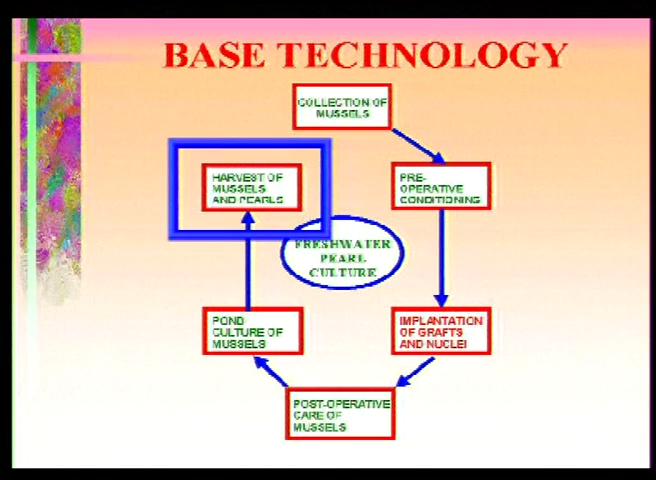 BASE TECHNOLOGY
COLLECTION OF
MUSSELS
PRE-
OPERATIVE
CONDITIONING
IMPLANTATION
OF GRAFTS
AND NUCLEI
POST-OPERATIVE
CARE OF
MUSSELS
POND
CULTURE OF
MUSSELS
HARVEST OF
MUSSELS
AND PEARLS
FRESHWATER
PEARL
CULTURE